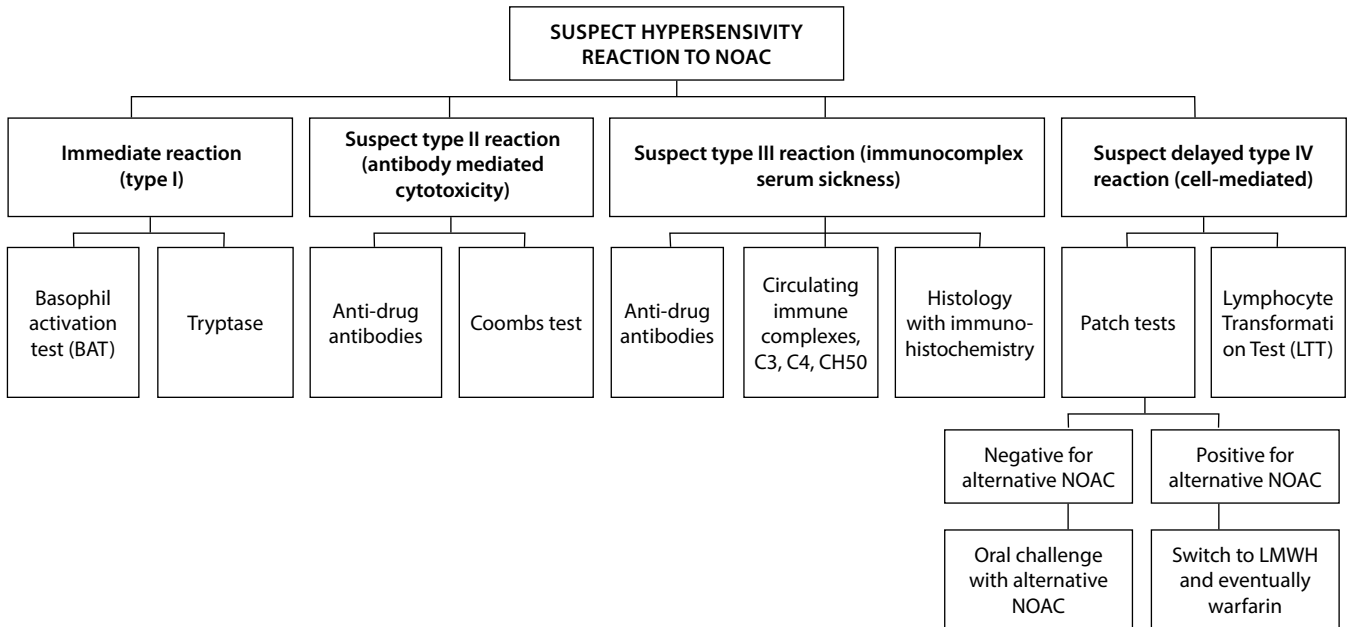 SUSPECT HYPERSENSIVITY
REACTION TO NOAC
Immediate reaction
(type I)
Suspect type II reaction
(antibody mediated
cytotoxicity)
Suspect type III reaction (immunocomplex
serum sickness)
Suspect delayed type IV
reaction (cell-mediated)
Basophil
activation
test (BAT)
Tryptase
Anti-drug
antibodies
Coombs test
Anti-drug
antibodies
Circulating
immune
complexes,
C3, C4, CH50
Histology
with immuno-
histochemistry
Patch tests
Lymphocyte
Transformati
on Test (LTT)
Negative for
alternative NOAC
Positive for
alternative NOAC
Oral challenge
with alternative
NOAC
Switch to LMWH
and eventually
warfarin